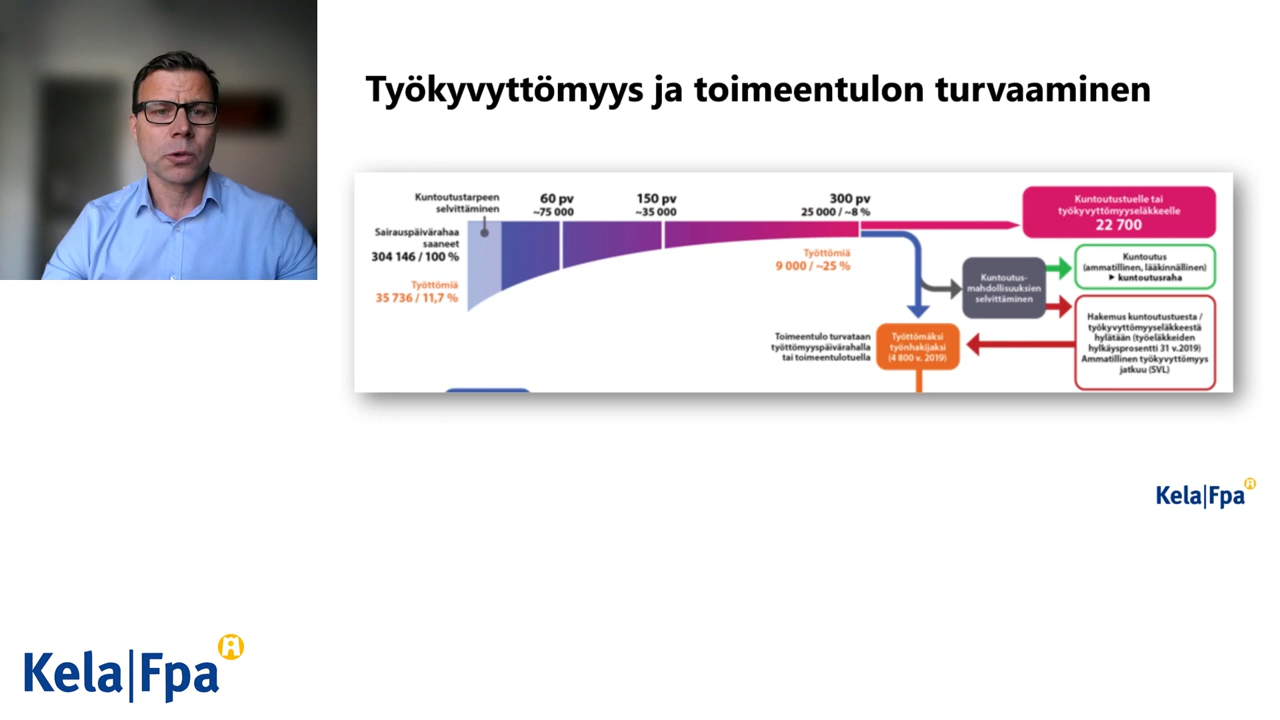 Työkyvyttömyys ja toimeentulon turvaaminen
Kuntoutustarpeen
selvittäminen
60 pv
~75 000
150 pv
~35 000
300 pv
25 000 / ~8 %
Kuntoutustuelle tai
työkyvyttömyyseläkkeelle
22 700
Sairauspäivärahaa
saaneet
304 146 / 100 %
Työttömiä
35 736 / 11,7 %
Työttömiä
9 000 / ~25 %
Kuntoutus-
mahdollisuuksien
selvittäminen
Kuntoutus
(ammatillinen, lääkinnällinen)
▶ kuntoutusraha
Toimeentulo turvataan
työttömyyspäivärahalla
tai toimeentulotuella
Työttömäksi
työnhakijaksi
(4 800 v. 2019)
Hakemus kuntoutustuesta /
työkyvyttömyyseläkkeestä
hylätään (työeläkkeiden
hylkäysprosentti 31 v.2019)
Ammatillinen työkyvyttömyys
jatkuu (SVL)
Kela|Fpa
Kela|Fpa